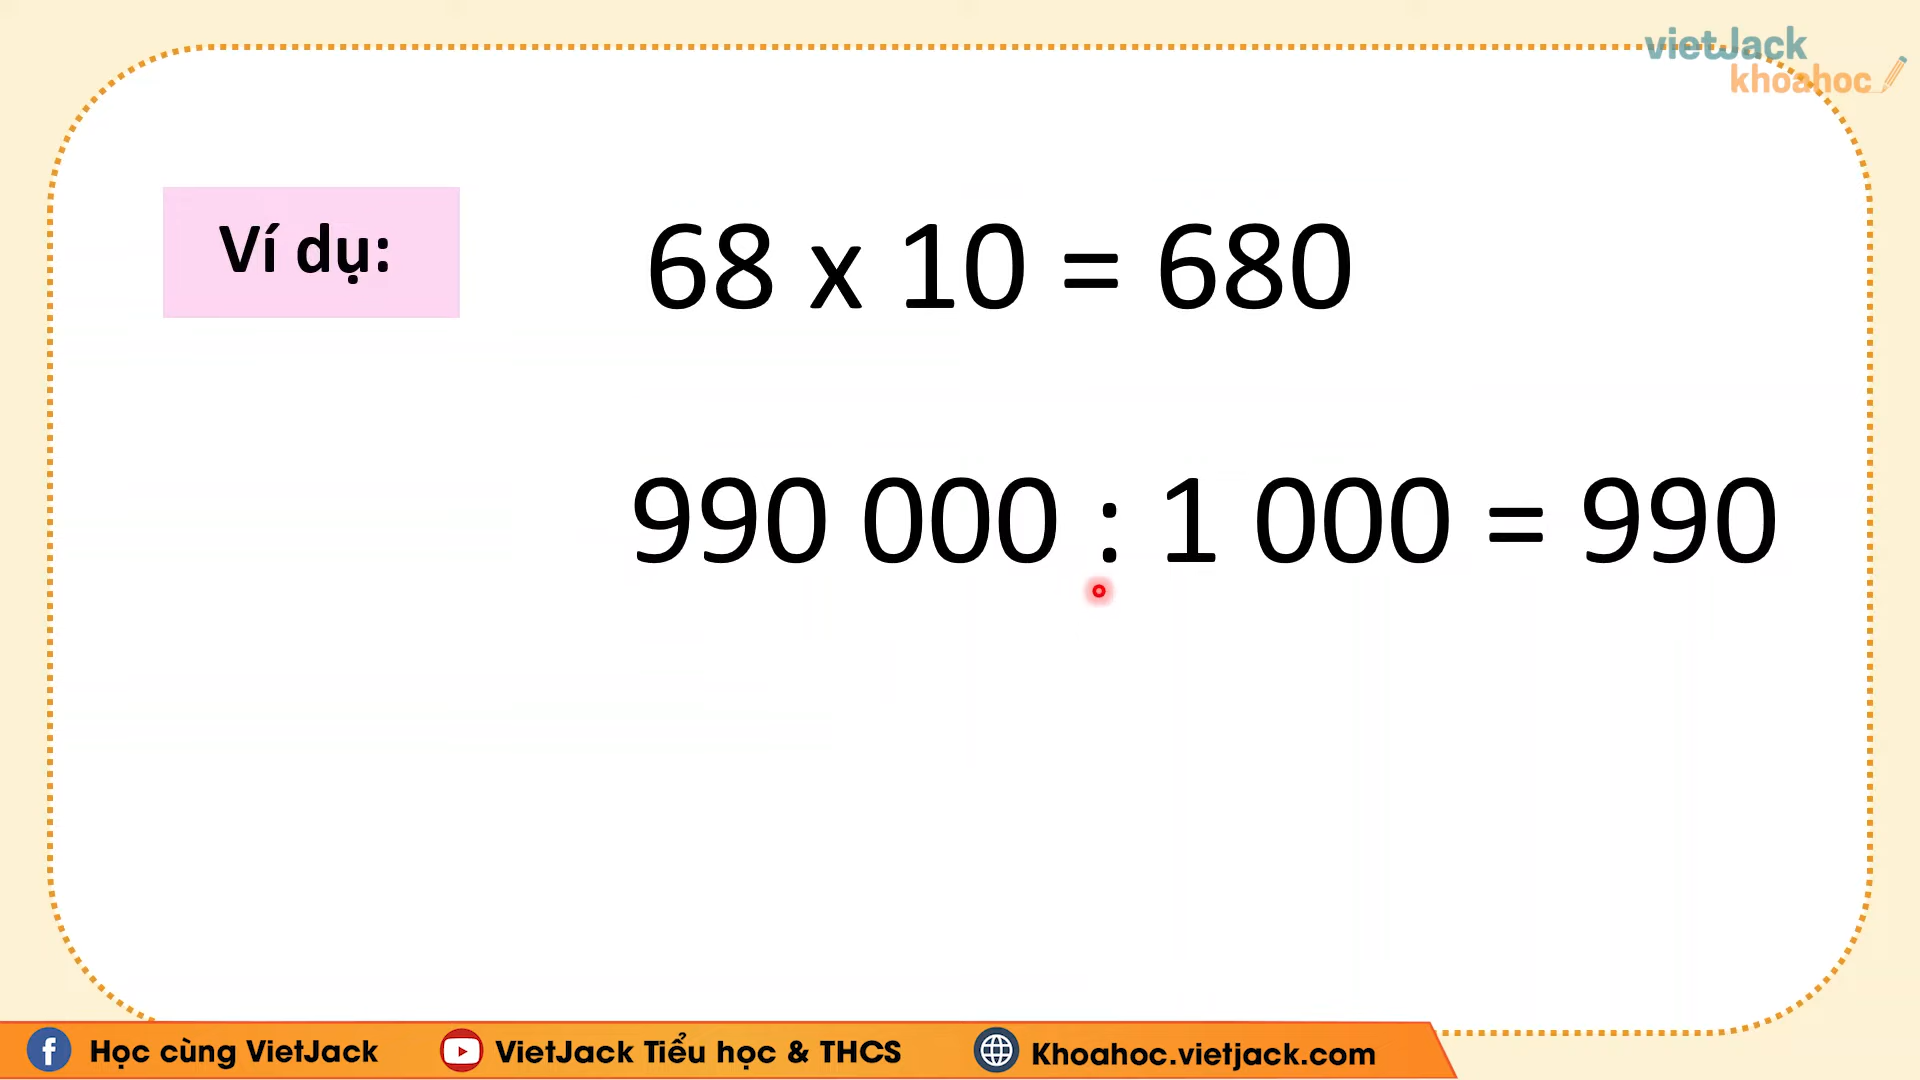 vietJack
khoahoc
Ví dụ:
68 x 10 = 680
990 000 : 1 000 = 990
Học cùng VietJack
VietJack Tiểu học & THCS
Khoahoc.vietjack.com